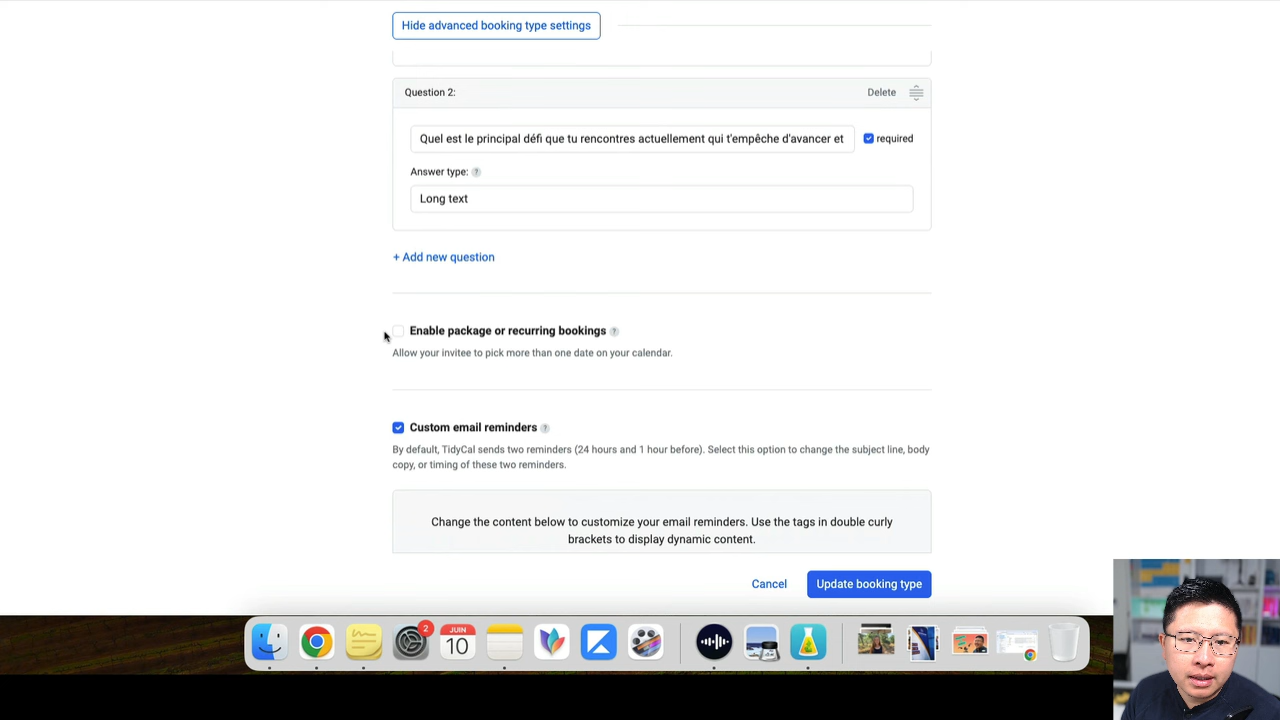 Hide advanced booking type settings
Question 2:
Delete
Quel est le principal défi que tu rencontres actuellement qui t'empêche d'avancer et
required
Answer type: ?
Long text
+ Add new question
Enable package or recurring bookings ?
Allow your invitee to pick more than one date on your calendar.
Custom email reminders ?
By default, TidyCal sends two reminders (24 hours and 1 hour before). Select this option to change the subject line, body
copy, or timing of these two reminders.
Change the content below to customize your email reminders. Use the tags in double curly
brackets to display dynamic content.
Cancel
Update booking type
2
JUIN
10